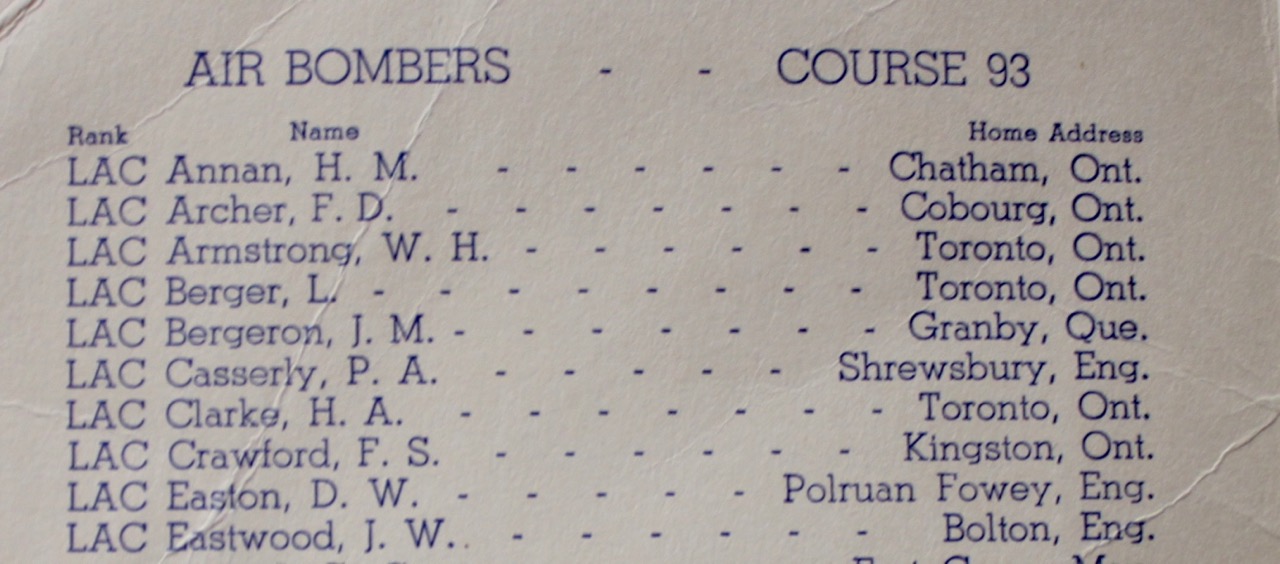 AIR BOMBERS - - COURSE 93
Rank Name Home Address
LAC Annan, H. M. - - - - - - Chatham, Ont.
LAC Archer, F. D. - - - - - - - Cobourg, Ont.
LAC Armstrong, W. H. - - - - - - Toronto, Ont.
LAC Berger, L. - - - - - - - - Toronto, Ont.
LAC Bergeron, J. M. - - - - - - - Granby, Que.
LAC Casserly, P. A. - - - - - Shrewsbury, Eng.
LAC Clarke, H. A. - - - - - - - Toronto, Ont.
LAC Crawford, F. S. - - - - - - Kingston, Ont.
LAC Easton, D. W. - - - - - Polruan Fowey, Eng.
LAC Eastwood, J. W.. - - - - - - Bolton, Eng.